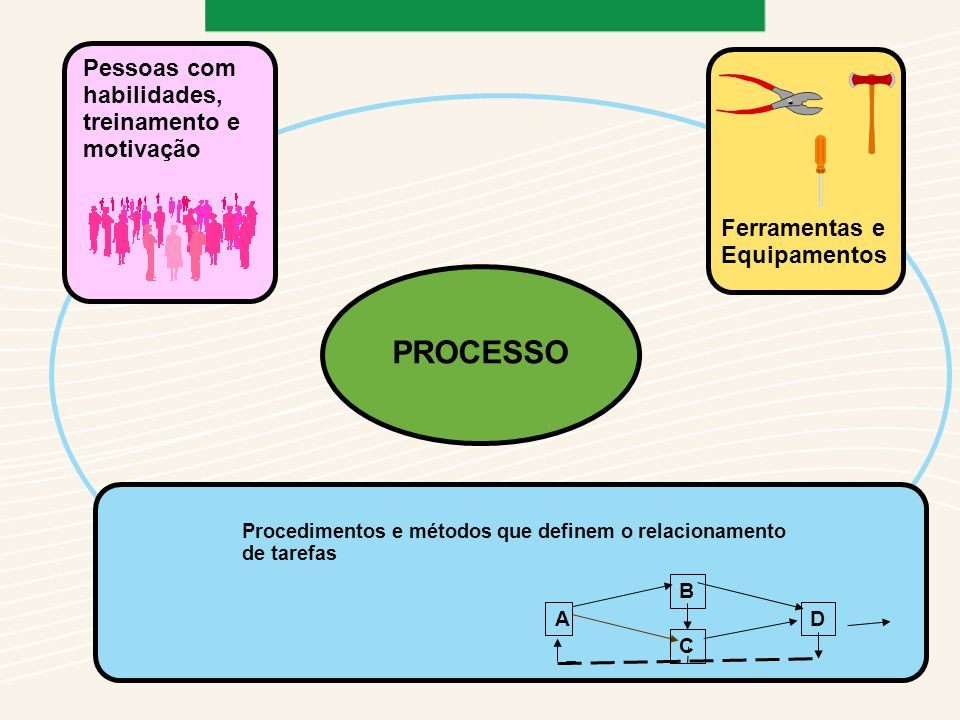 Pessoas com
habilidades,
treinamento e
motivação
Ferramentas e
Equipamentos
PROCESSO
Procedimentos e métodos que definem o relacionamento
de tarefas
B
A
D
C